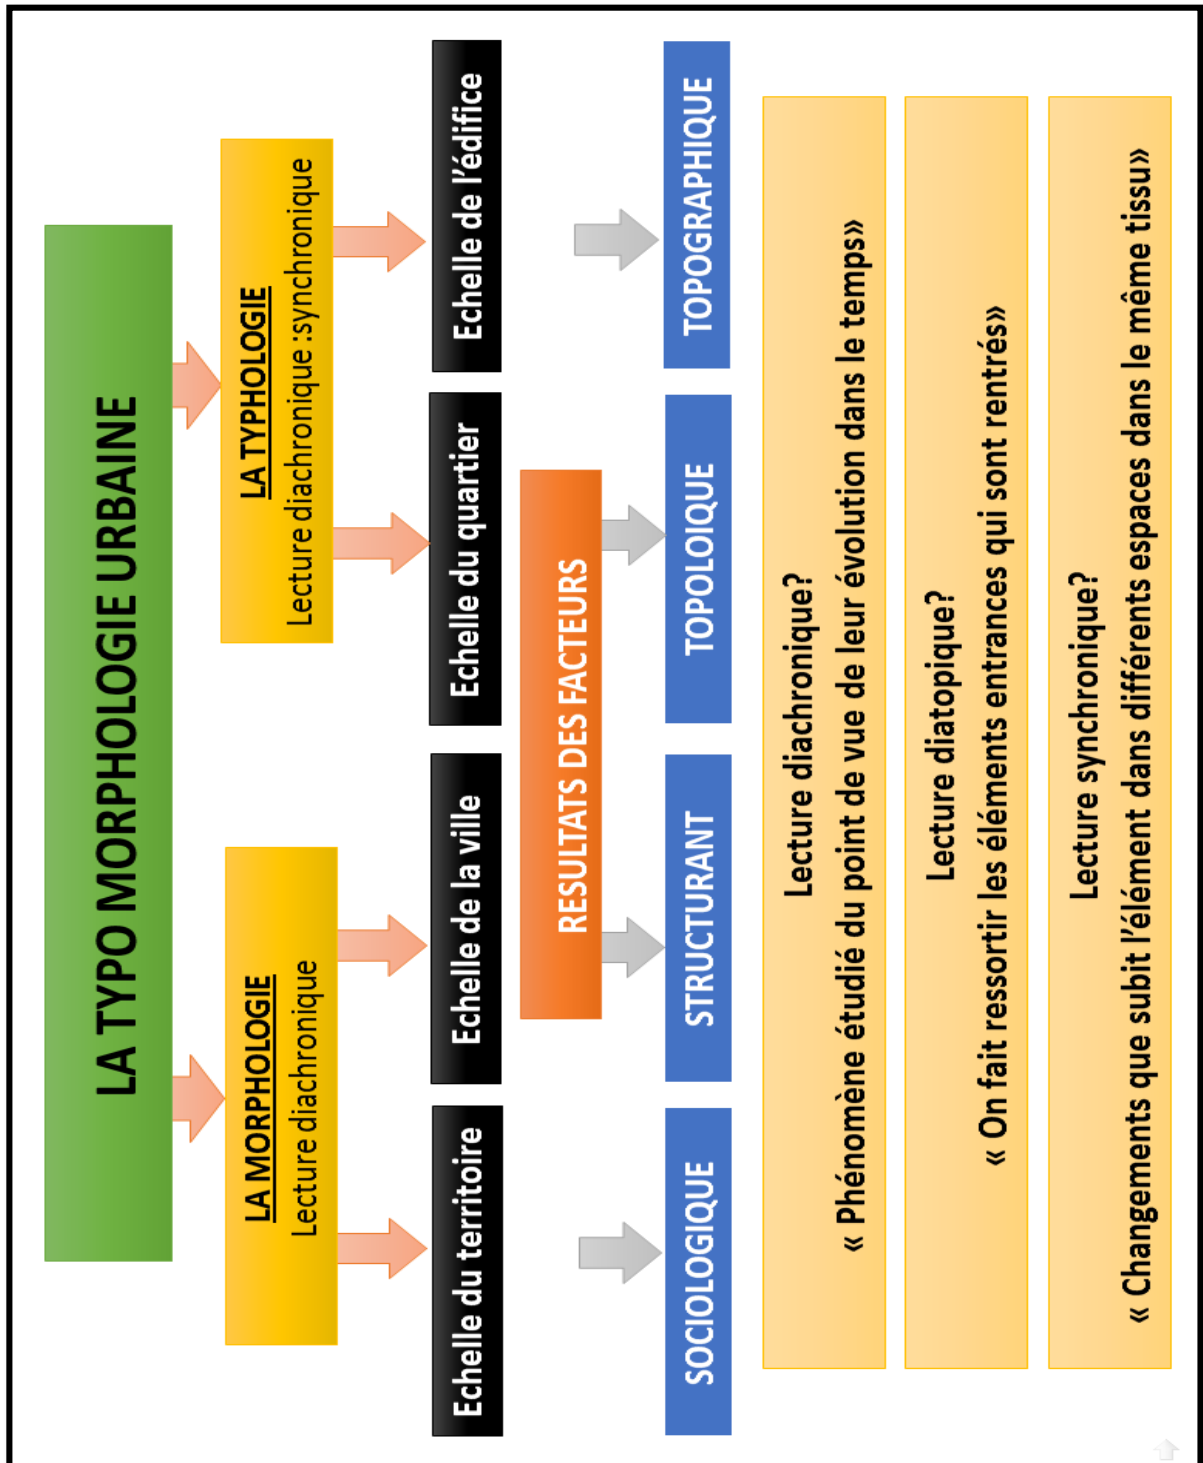 LA TYPO MORPHOLOGIE URBAINE
LA MORPHOLOGIE
Lecture diachronique
LA TYPHOLOGIE
Lecture diachronique :synchronique
Echelle du territoire
Echelle de la ville
Echelle du quartier
Echelle de l'édifice
RESULTATS DES FACTEURS
SOCIOLOGIQUE
STRUCTURANT
TOPOLOIQUE
TOPOGRAPHIQUE
Lecture diachronique?
« Phénomène étudié du point de vue de leur évolution dans le temps»
Lecture diatopique?
« On fait ressortir les éléments entrances qui sont rentrés»
Lecture synchronique?
« Changements que subit l'élément dans différents espaces dans le même tissu»